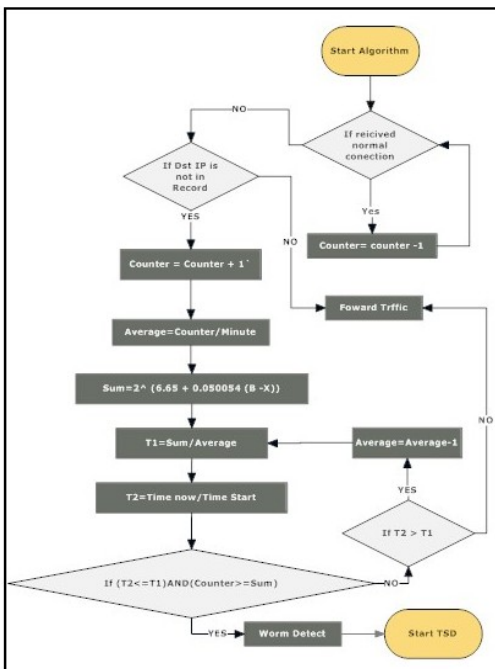 Start Algorithm
NO
If reicived
normal
conection
If Dst IP is
not in
Record
YES
Yes
NO
Counter= counter -1
Counter = Counter + 1`
Foward Trffic
Average=Counter/Minute
Sum=2^ (6.65 + 0.050054 (B -X))
NO
T1=Sum/Average
Average=Average-1
YES
T2=Time now/Time Start
If T2 > T1
If (T2<=T1)AND(Counter>=Sum)
NO
YES
Worm Detect
Start TSD